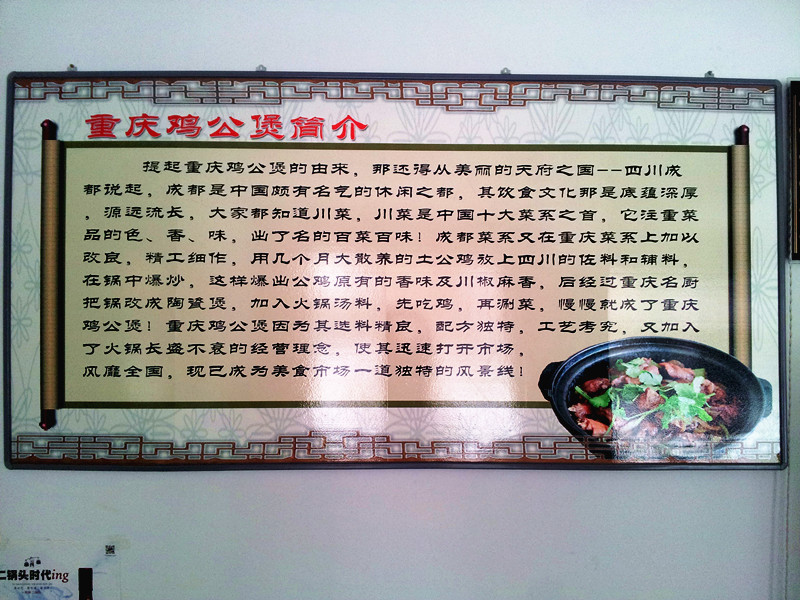 重庆鸡公煲简介
提起重庆鸡公煲的由来，那还得从美丽的天府之国--四川成
都说起，成都是中国颇有名气的休闲之都，其饮食文化那是底蕴深厚
，源远流长，大家都知道川菜，川菜是中国十大菜系之首，它注重菜
品的色、香、味，出了名的百菜百味！成都菜系又在重庆菜系上加以
改良，精工细作，用几个月大散养的土公鸡放上四川的佐料和辅料，
在锅中爆炒，这样爆出公鸡原有的香味及川椒麻香，后经过重庆名厨
把锅改成陶瓷煲，加入火锅汤料，先吃鸡，再涮菜，慢慢就成了重庆
鸡公煲！重庆鸡公煲因为其选料精良，配方独特，工艺考究，又加入
了火锅长盛不衰的经营理念，使其迅速打开市场，
风靡全国，现已成为美食市场一道独特的风景线！
二锅头时代ing